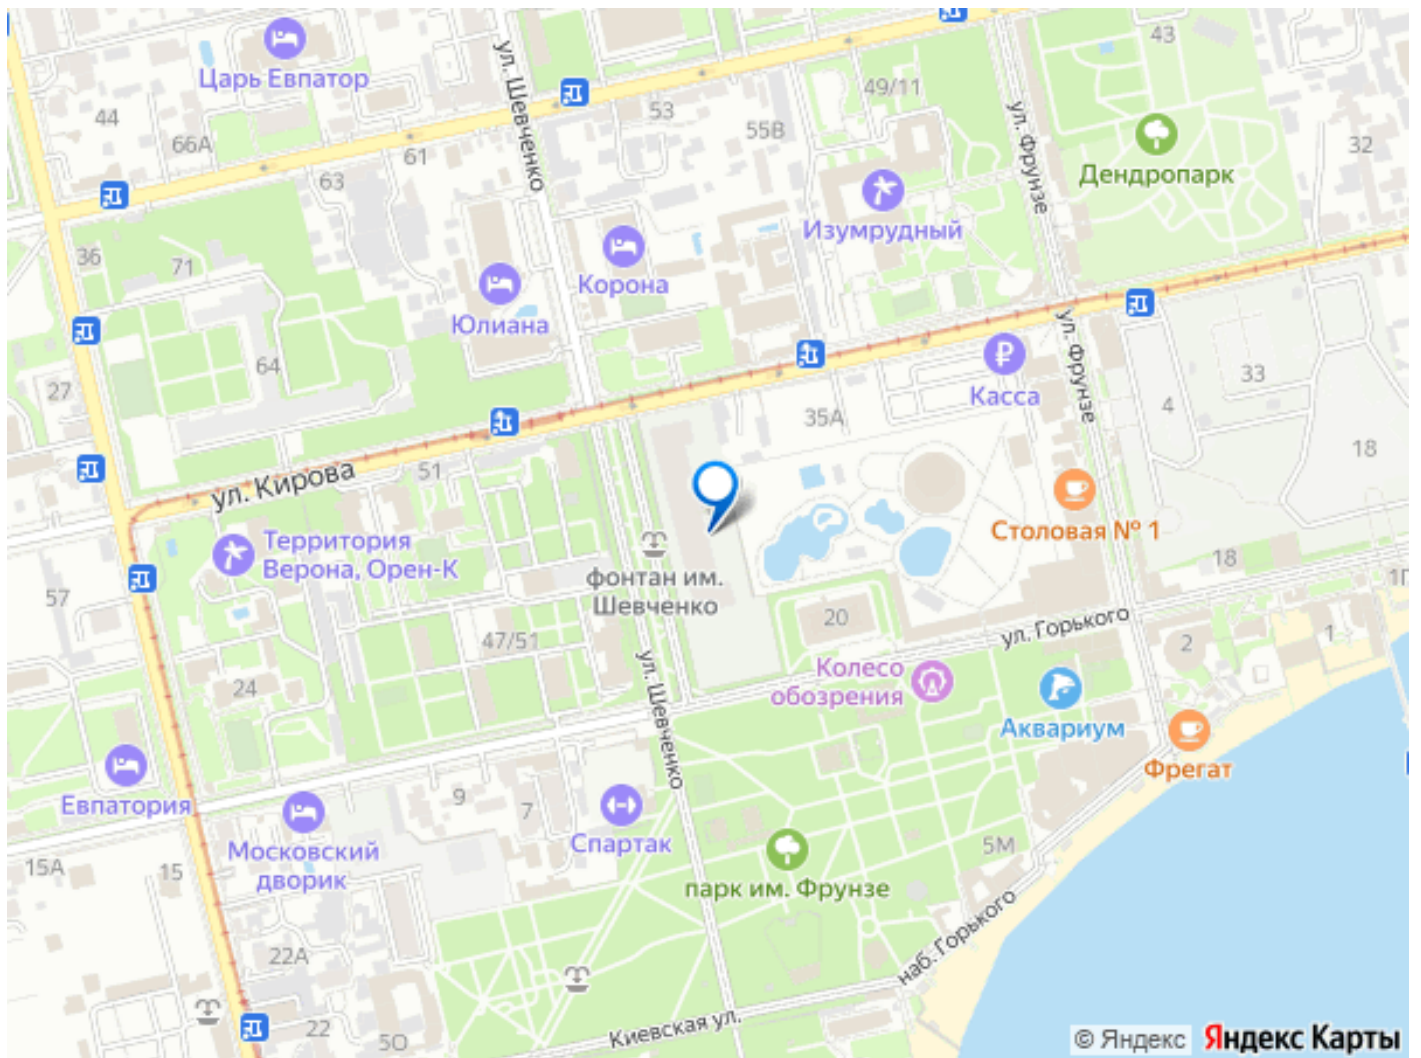 43
Царь Евпатор
ул. Шевченко
49/11
53
44
55В
66А
61
ул. Фрунзе
32
Дендропарк
63
Изумрудный
36
71
Корона
Юлиана
64
ул. Фрунзе
27
Касса
33
4
35А
18
51
ул. Кирова
Столовая № 1
Территория
Верона, Орен-К
18
фонтан им.
Шевченко
57
20
ул. Горького
1
2
47/51
24
Колесо
обозрения
ул. Шевченко
Аквариум
Фрегат
Евпатория
9
7
Спартак
Московский
дворик
15А
15
5М
парк им. Фрунзе
наб. Горького
22А
22
50
Киевская ул.
© Яндекс Яндекс Карты